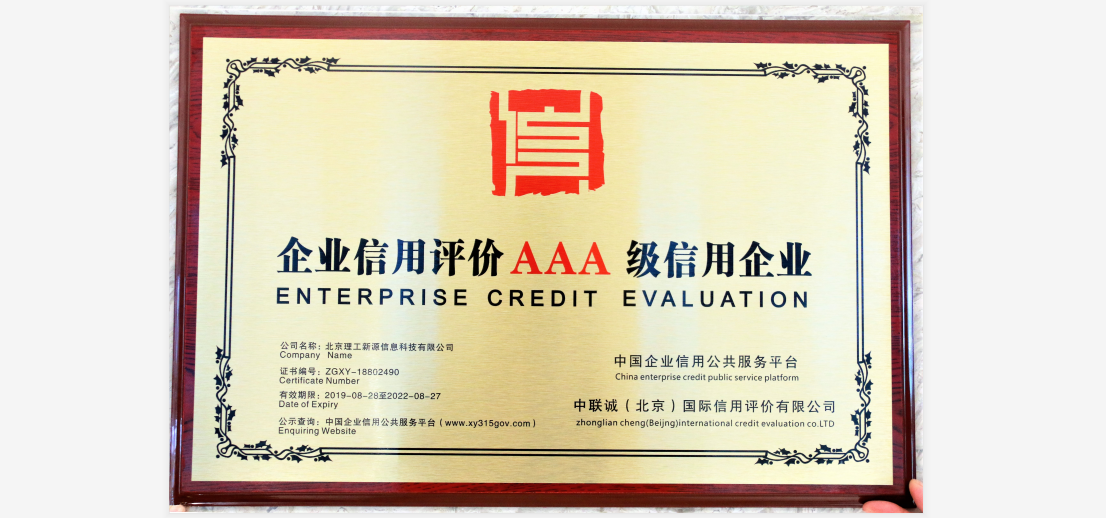 信
企业信用评价AAA 级信用企业
ENTERPRISE CREDIT EVALUATION
公司名称：北京理工新源信息科技有限公司
Company Name
证书编号：ZGXY-18802490
Certificate Number
有效期限：2019-08-28至2022-08-27
Date of Expiry
公示查询：中国企业信用公共服务平台（www.xy315gov.com）
Enquiring Website
中国企业信用公共服务平台
China enterprise credit public service platform
中联诚（北京）国际信用评价有限公司
zhonglian cheng(Beijng)international credit evaluation co.LTD